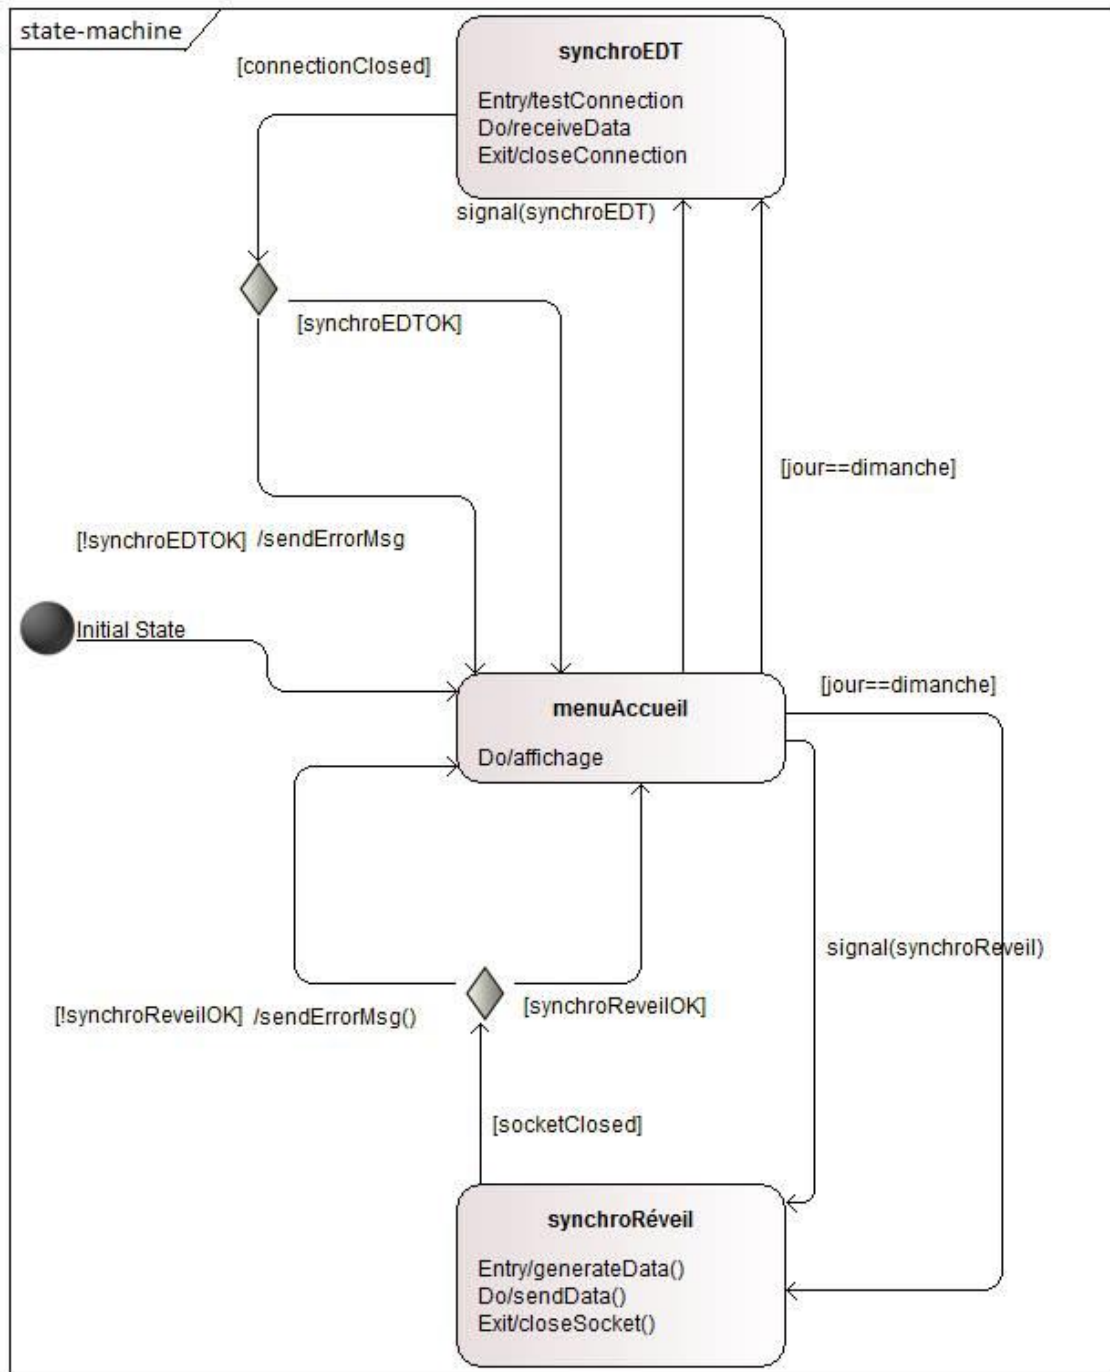 state-machine
synchroEDT
[connectionClosed]
Entry/testConnection
Do/receiveData
Exit/closeConnection
signal(synchroEDT)
[synchroEDTOK]
[jour==dimanche]
[!synchroEDTOK] /sendErrorMsg
Initial State
[jour==dimanche]
menuAccueil
Do/affichage
signal(synchroReveil)
[!synchroReveilOK] /sendErrorMsg()
[synchroReveilOK]
[socketClosed]
synchroRéveil
Entry/generateData()
Do/sendData()
Exit/closeSocket()